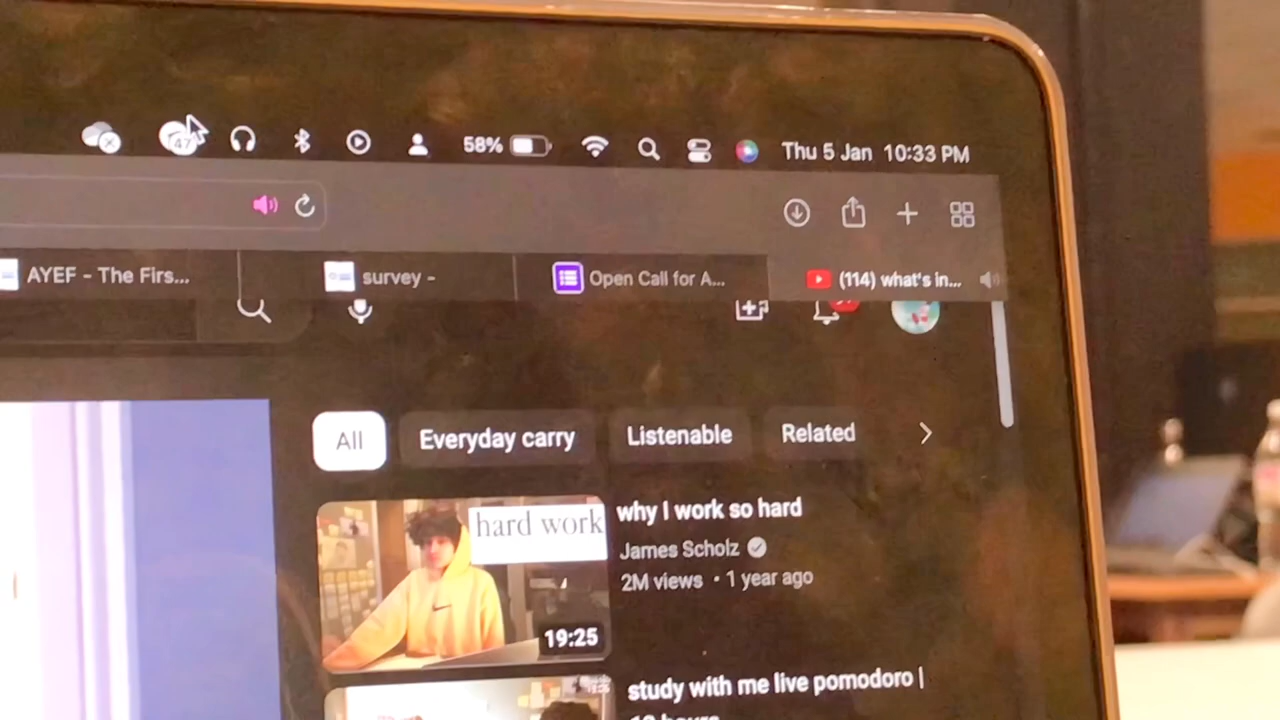 47
58%
Thu 5 Jan 10:33 PM
AYEF - The Firs...
survey -
Open Call for A...
(114) what's in...
All
Everyday carry
Listenable
Related
hard work
19:25
why I work so hard
James Scholz
2M views • 1 year ago
study with me live pomodoro |
hours